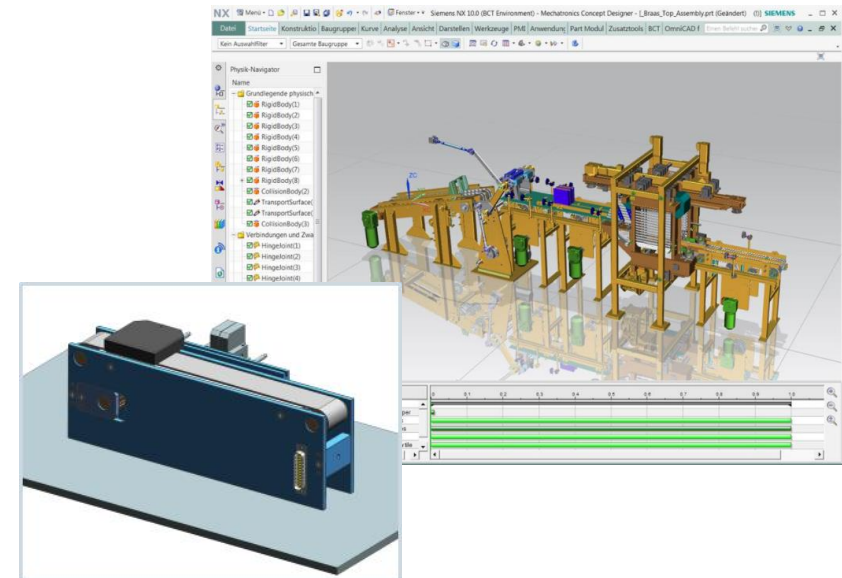 NX Menü Fenster Siemens NX 10.0 (BCT Environment) - Mechatronics Concept Designer - [_Braas_Top_Assembly.prt (Geändert) ] SIEMENS
Datei Startseite Konstruktio Baugrupper Kurve Analyse Ansicht Darstellen Werkzeuge PMI Anwendung Part Modul Zusatztools BCT OmniCAD f
Kein Auswahlfilter Gesamte Baugruppe
Physik-Navigator
Name
Grundlegende physisch
RigidBody(1)
RigidBody(2)
RigidBody(3)
RigidBody(4)
RigidBody(5)
RigidBody(6)
RigidBody(7)
RigidBody(8)
CollisionBody(2)
TransportSurface(
TransportSurface(
CollisionBody(3)
Verbindungen und Zwa
HingeJoint(1)
HingeJoint(2)
HingeJoint(3)
HingeJoint(4)
ZC
0 0,1 0,2 0,3 0,4 0,5 0,6 0,7 0,8 0,9 1,0